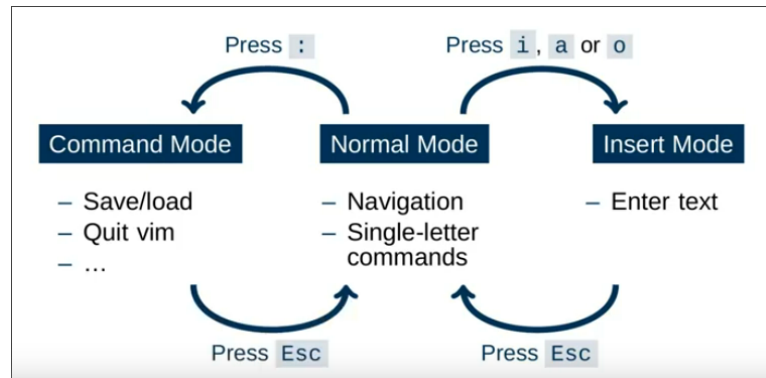 Press :
Press i, a or o
Command Mode
Normal Mode
Insert Mode
– Save/load
– Quit vim
– ...
– Navigation
– Single-letter
commands
– Enter text
Press Esc
Press Esc